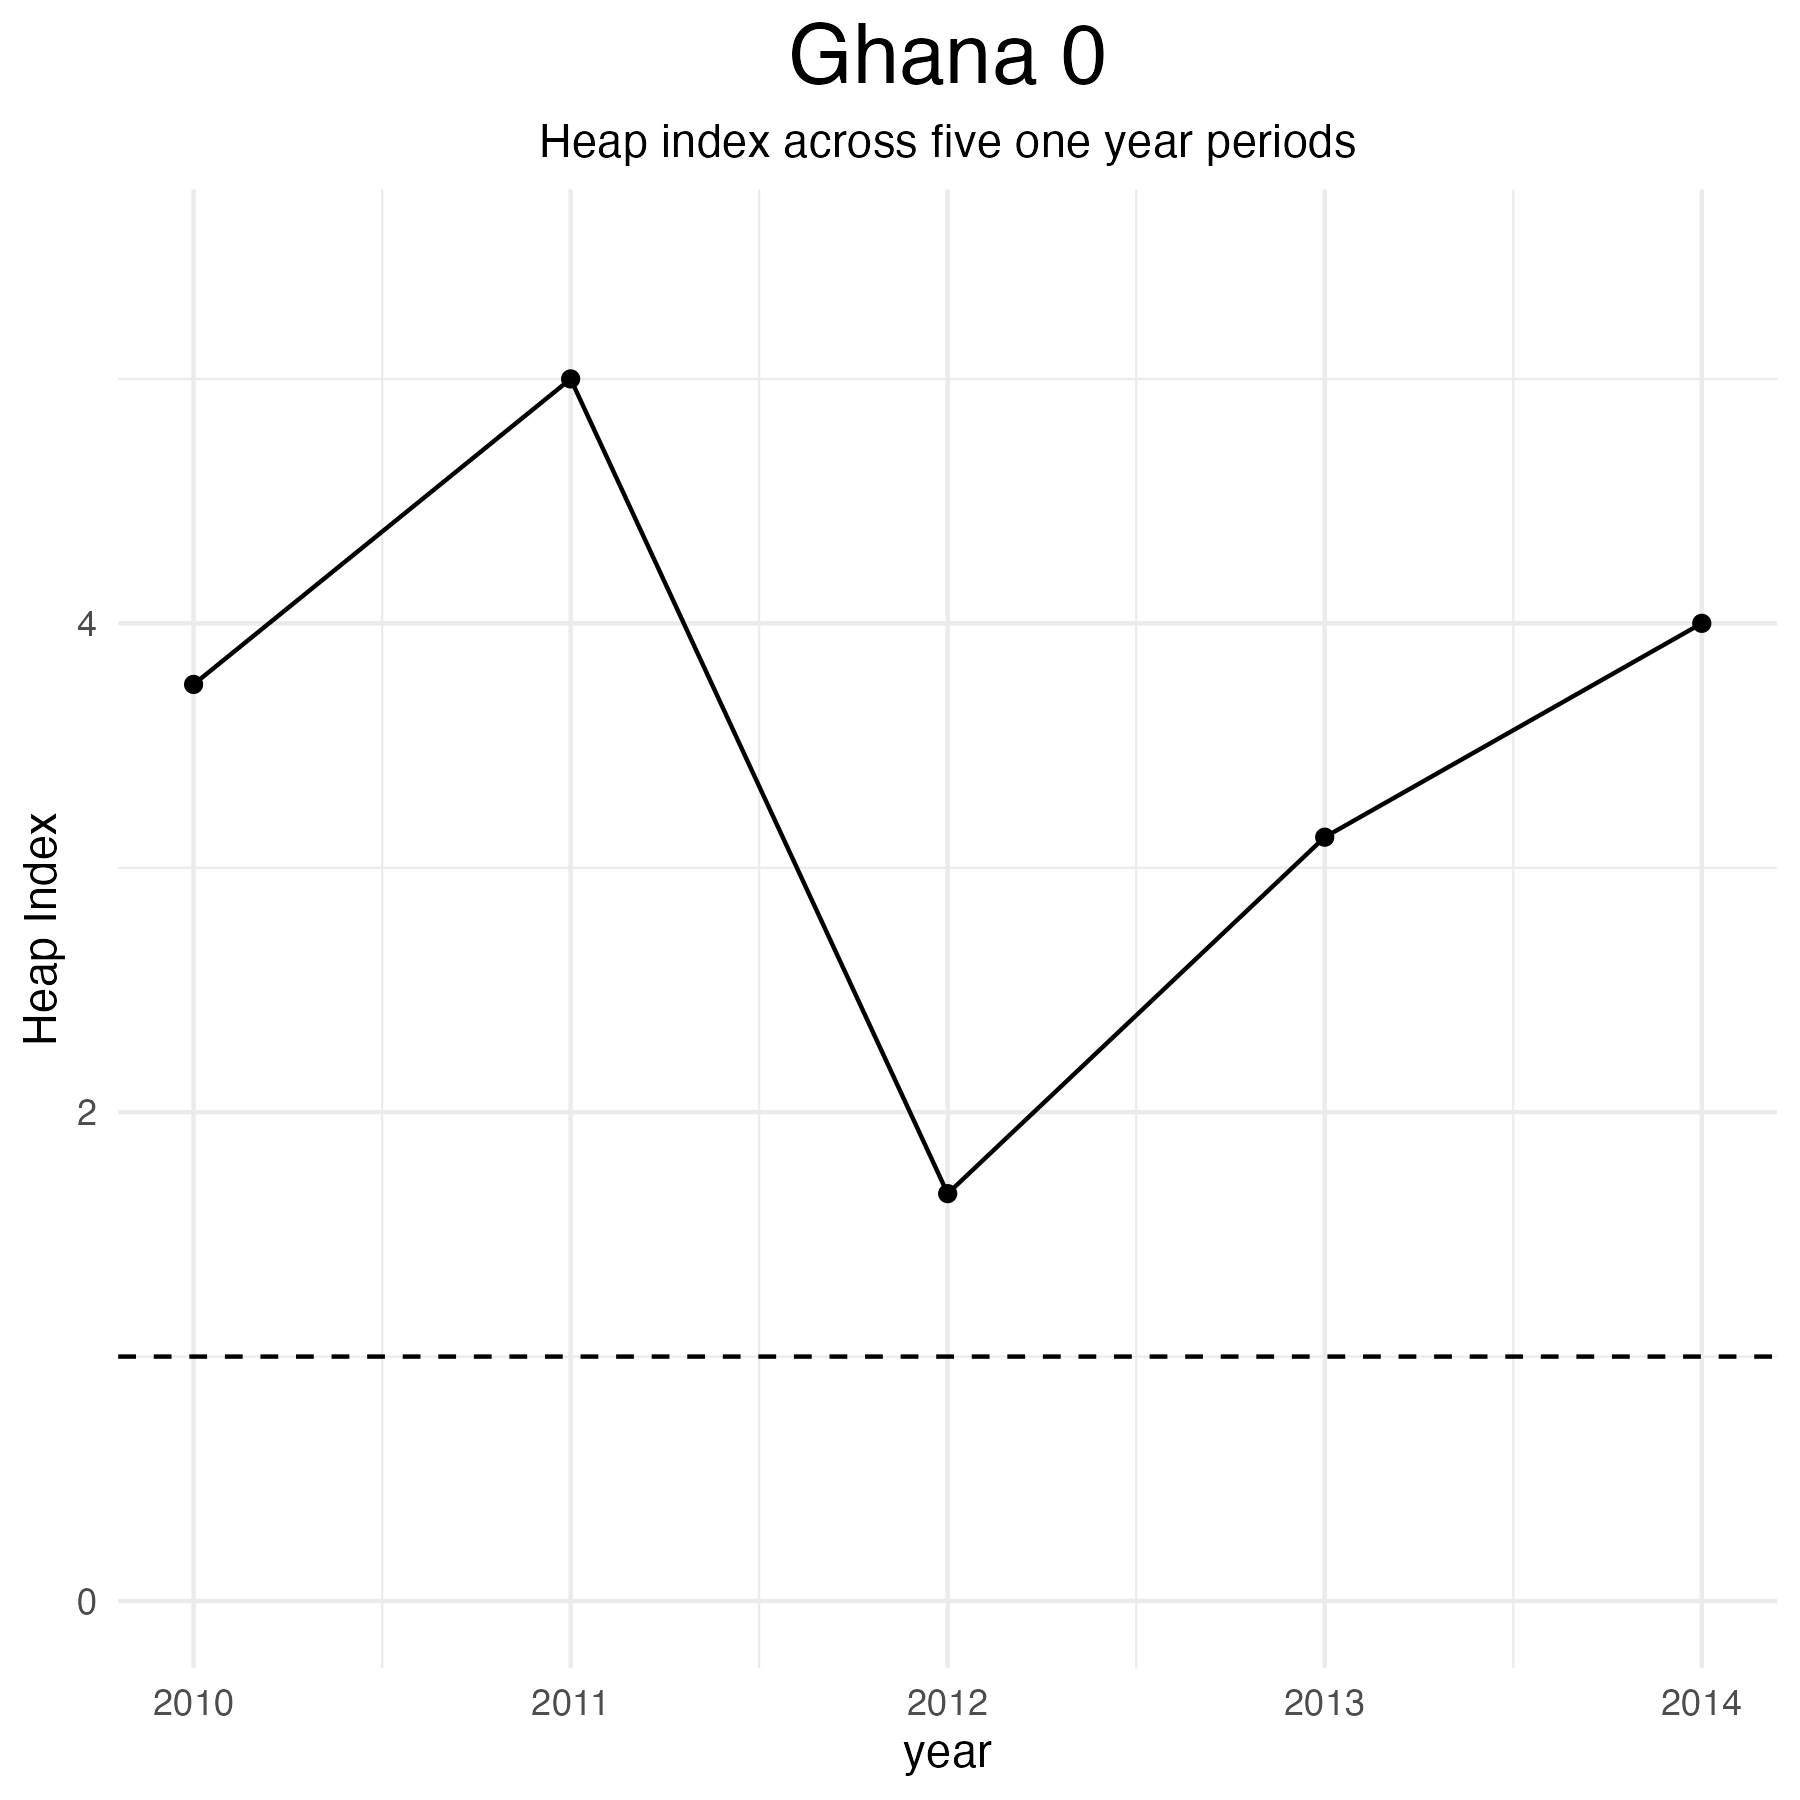 Ghana 0
Heap index across five one year periods
Heap Index
4
2
0
2010 2011 2012 2013 2014
year